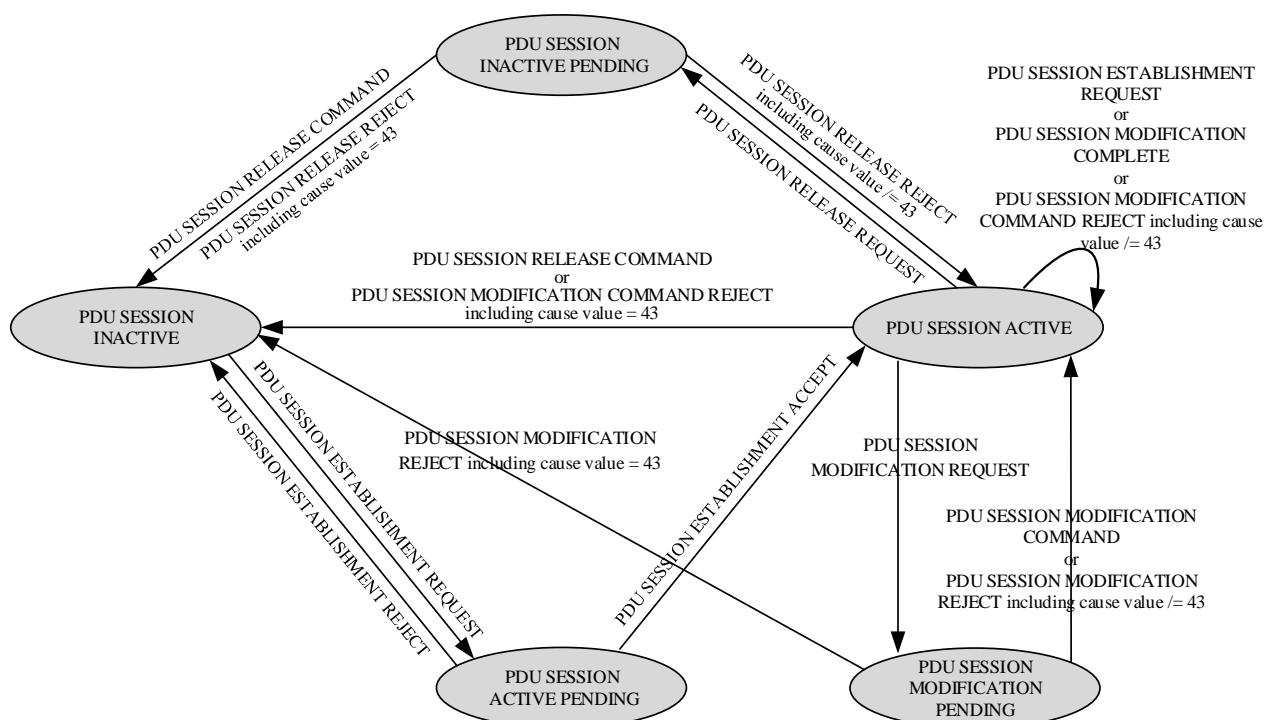 PDU SESSION
INACTIVE PENDING
PDU SESSION RELEASE COMMAND
PDU SESSION RELEASE REJECT
including cause value = 43
PDU SESSION RELEASE REJECT
including cause value /= 43
PDU SESSION RELEASE REQUEST
PDU SESSION ESTABLISHMENT
REQUEST
or
PDU SESSION MODIFICATION
COMPLETE
or
PDU SESSION MODIFICATION
COMMAND REJECT including cause
value /= 43
PDU SESSION RELEASE COMMAND
or
PDU SESSION MODIFICATION COMMAND REJECT
including cause value = 43
PDU SESSION
INACTIVE
PDU SESSION ACTIVE
PDU SESSION ESTABLISHMENT REQUEST
PDU SESSION ESTABLISHMENT REJECT
PDU SESSION MODIFICATION
REJECT including cause value = 43
PDU SESSION ESTABLISHMENT ACCEPT
PDU SESSION
MODIFICATION REQUEST
PDU SESSION MODIFICATION
COMMAND
or
PDU SESSION MODIFICATION
REJECT including cause value /= 43
PDU SESSION
ACTIVE PENDING
PDU SESSION
MODIFICATION
PENDING